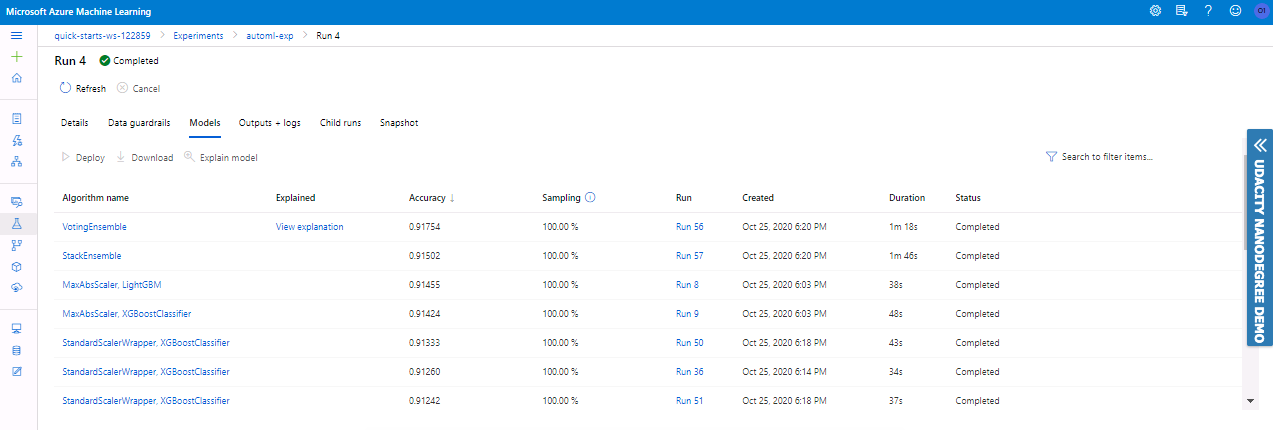 Microsoft Azure Machine Learning
01
quick-starts-ws-122859 > Experiments > automl-exp > Run 4
Run 4 Completed
Refresh Cancel
Details Data guardrails Models Outputs + logs Child runs Snapshot
Deploy Download Explain model Search to filter items...
Algorithm name Explained Accuracy ↓ Sampling Run Created Duration Status
VotingEnsemble View explanation 0.91754 100.00 % Run 56 Oct 25, 2020 6:20 PM 1m 18s Completed
StackEnsemble 0.91502 100.00 % Run 57 Oct 25, 2020 6:20 PM 1m 46s Completed
MaxAbsScaler, LightGBM 0.91455 100.00 % Run 8 Oct 25, 2020 6:03 PM 38s Completed
MaxAbsScaler, XGBoostClassifier 0.91424 100.00 % Run 9 Oct 25, 2020 6:03 PM 48s Completed
StandardScalerWrapper, XGBoostClassifier 0.91333 100.00 % Run 50 Oct 25, 2020 6:18 PM 43s Completed
StandardScalerWrapper, XGBoostClassifier 0.91260 100.00 % Run 36 Oct 25, 2020 6:14 PM 34s Completed
StandardScalerWrapper, XGBoostClassifier 0.91242 100.00 % Run 51 Oct 25, 2020 6:18 PM 37s Completed
UDACITY NANODEGREE DEMO